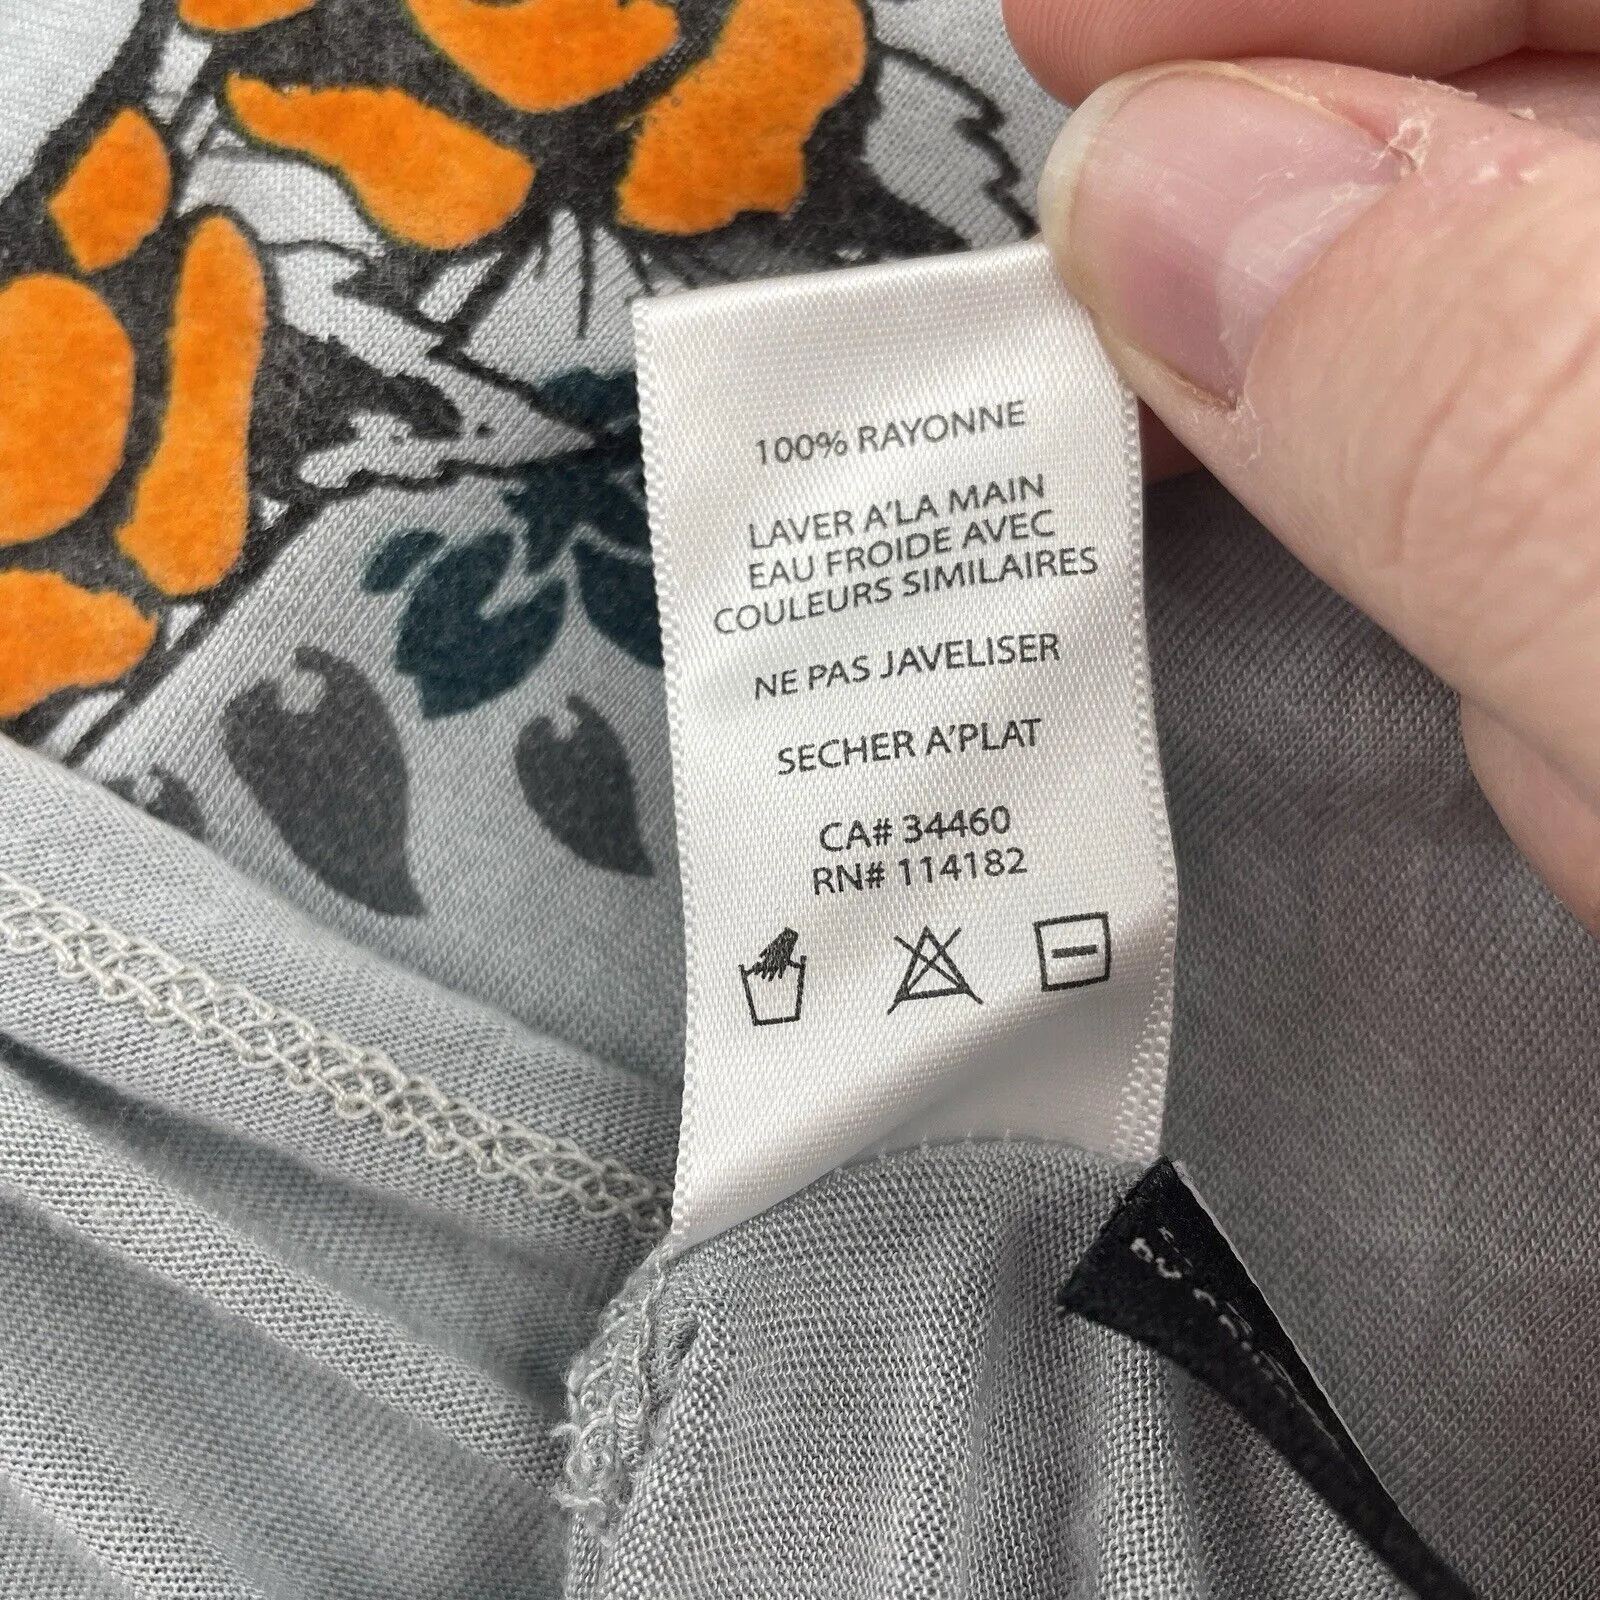 100% RAYONNE
LAVER A'LA MAIN
EAU FROIDE AVEC
COULEURS SIMILAIRES
NE PAS JAVELISER
SECHER A'PLAT
CA# 34460
RN# 114182